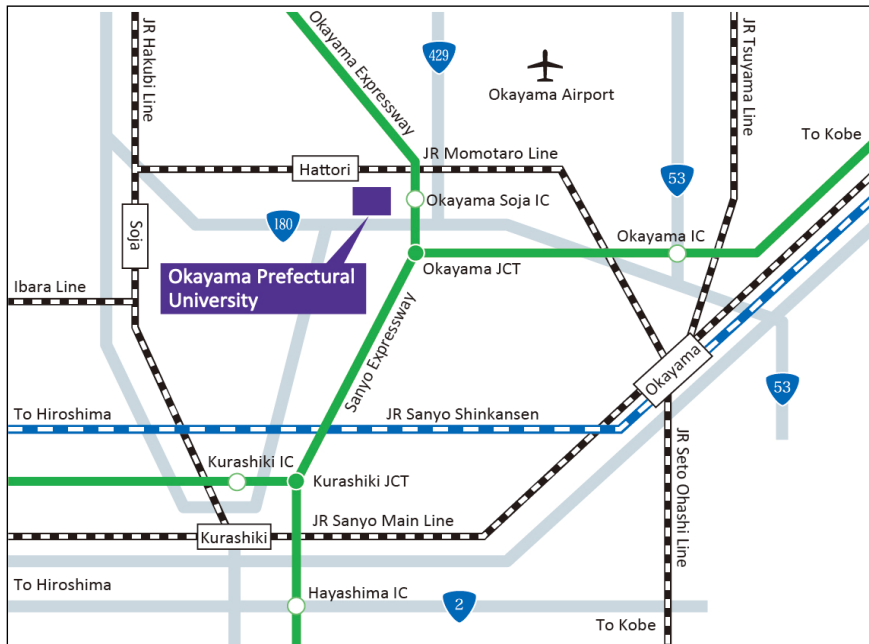 JR Hakubi Line
Okayama Expressway
429
Okayama Airport
JR Tsuyama Line
To Kobe
JR Momotaro Line
Hattori
53
Okayama Soja IC
Soja
180
Okayama IC
Okayama JCT
Okayama Prefectural
University
Ibara Line
Sanyo Expressway
Okayama
53
To Hiroshima
JR Sanyo Shinkansen
Kurashiki IC
Kurashiki JCT
JR Seto Ohashi Line
JR Sanyo Main Line
Kurashiki
To Hiroshima
Hayashima IC
2
To Kobe